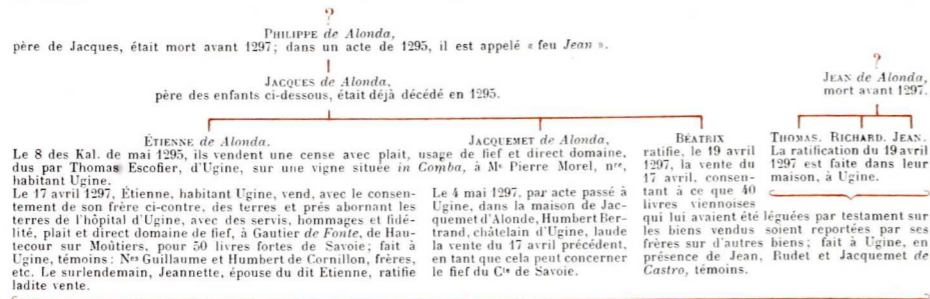 ?
PHILIPPE de Alonda,
père de Jacques, était mort avant 1297; dans un acte de 1295, il est appelé « feu Jean ».
JACQUES de Alonda,
père des enfants ci-dessous, était déjà décédé en 1295.
?
JEAN de Alonda,
mort avant 1297.
ÉTIENNE de Alonda.
JACQUEMET de Alonda,
Le 8 des Kal. de mai 1295, ils vendent une cense avec plait, usage de fief et direct domaine,
dus par Thomas Escofier, d'Ugine, sur une vigne située in Comba, à Me Pierre Morel, nre,
habitant Ugine.
Le 17 avril 1297, Étienne, habitant Ugine, vend, avec le consen-
tement de son frère ci-contre, des terres et prés abornant les
terres de l'hôpital d'Ugine, avec des servis, hommages et fidé-
lité, plait et direct domaine de fief, à Gautier de Fonte, de Hau-
tecour sur Moûtiers, pour 50 livres fortes de Savoie; fait à
Ugine, témoins: Nes Guillaume et Humbert de Cornillon, frères,
etc. Le surlendemain, Jeannette, épouse du dit Etienne, ratifie
ladite vente.
Le 4 mai 1297, par acte passé à
Ugine, dans la maison de Jac-
quemet d'Alonde, Humbert Ber-
trand, châtelain d'Ugine, laude
la vente du 17 avril précédent,
en tant que cela peut concerner
le fief du Cte de Savoie.
BÉATRIX
ratifie, le 19 avril
1297, la vente du
17 avril, consen-
tant à ce que 40
livres viennoises
qui lui avaient été léguées par testament sur
les biens vendus soient reportées par ses
frères sur d'autres biens; fait à Ugine, en
présence de Jean, Rudet et Jacquemet de
Castro, témoins.
THOMAS. RICHARD. JEAN.
La ratification du 19 avril
1297 est faite dans leur
maison, à Ugine.